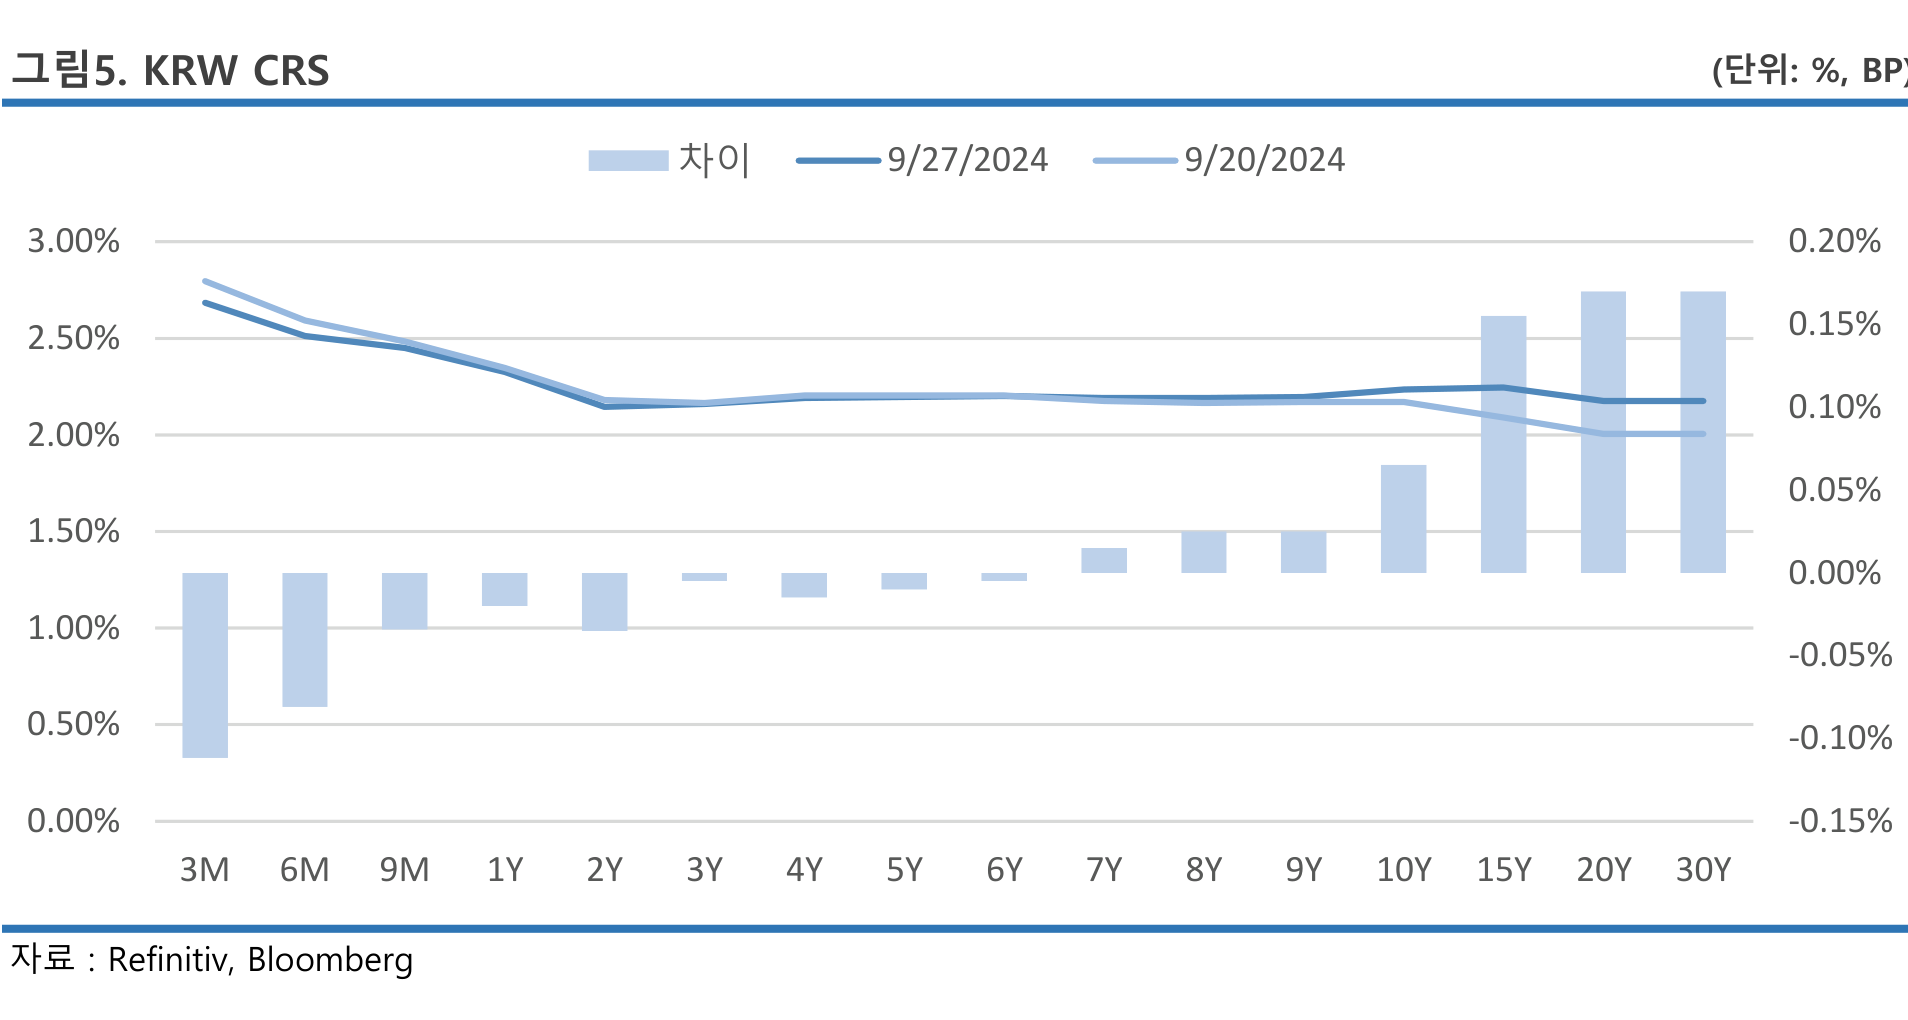 그림5. KRW CRS (단위: %, BP)
차이 9/27/2024 9/20/2024
3.00% 0.20%
2.50% 0.15%
2.00% 0.10%
1.50% 0.05%
1.00% 0.00%
0.50% -0.05%
0.00% -0.10%
-0.15%
3M 6M 9M 1Y 2Y 3Y 4Y 5Y 6Y 7Y 8Y 9Y 10Y 15Y 20Y 30Y
자료 : Refinitiv, Bloomberg